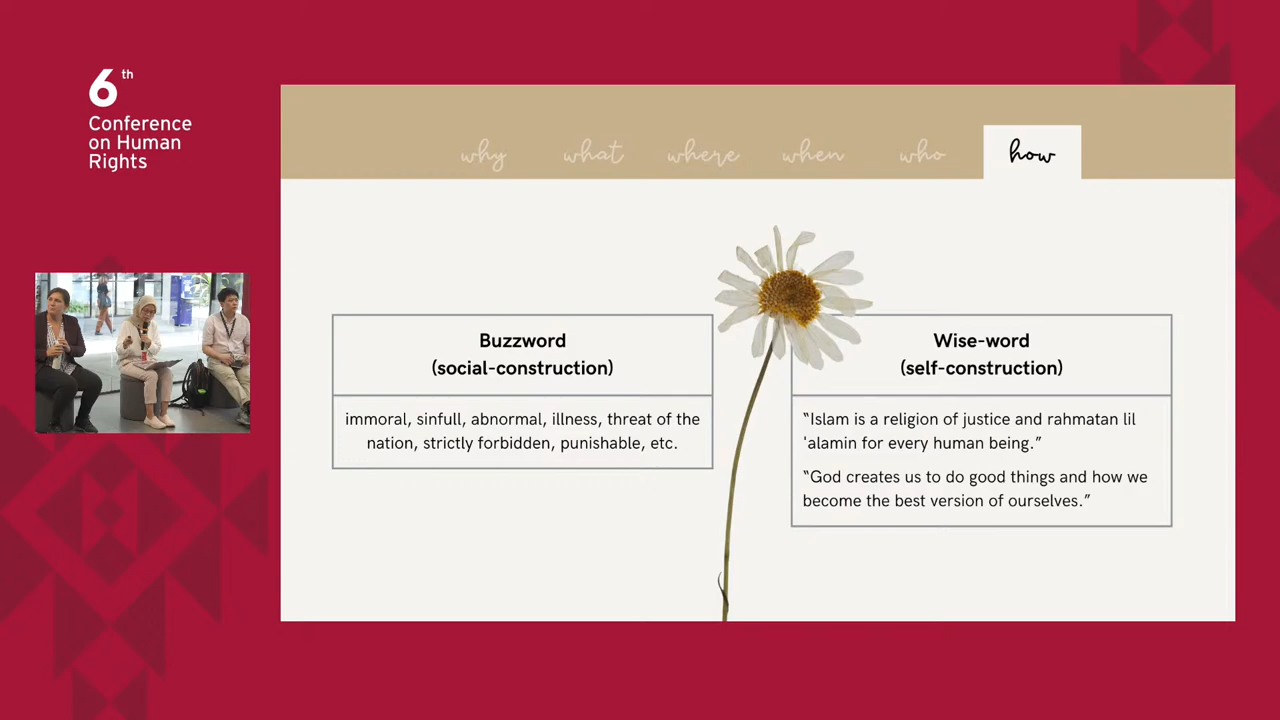 6th
Conference
on Human
Rights
why what where when who how
Buzzword
(social-construction)
immoral, sinfull, abnormal, illness, threat of the
nation, strictly forbidden, punishable, etc.
Wise-word
(self-construction)
“Islam is a religion of justice and rahmatan lil
'alamin for every human being.”
“God creates us to do good things and how we
become the best version of ourselves.”